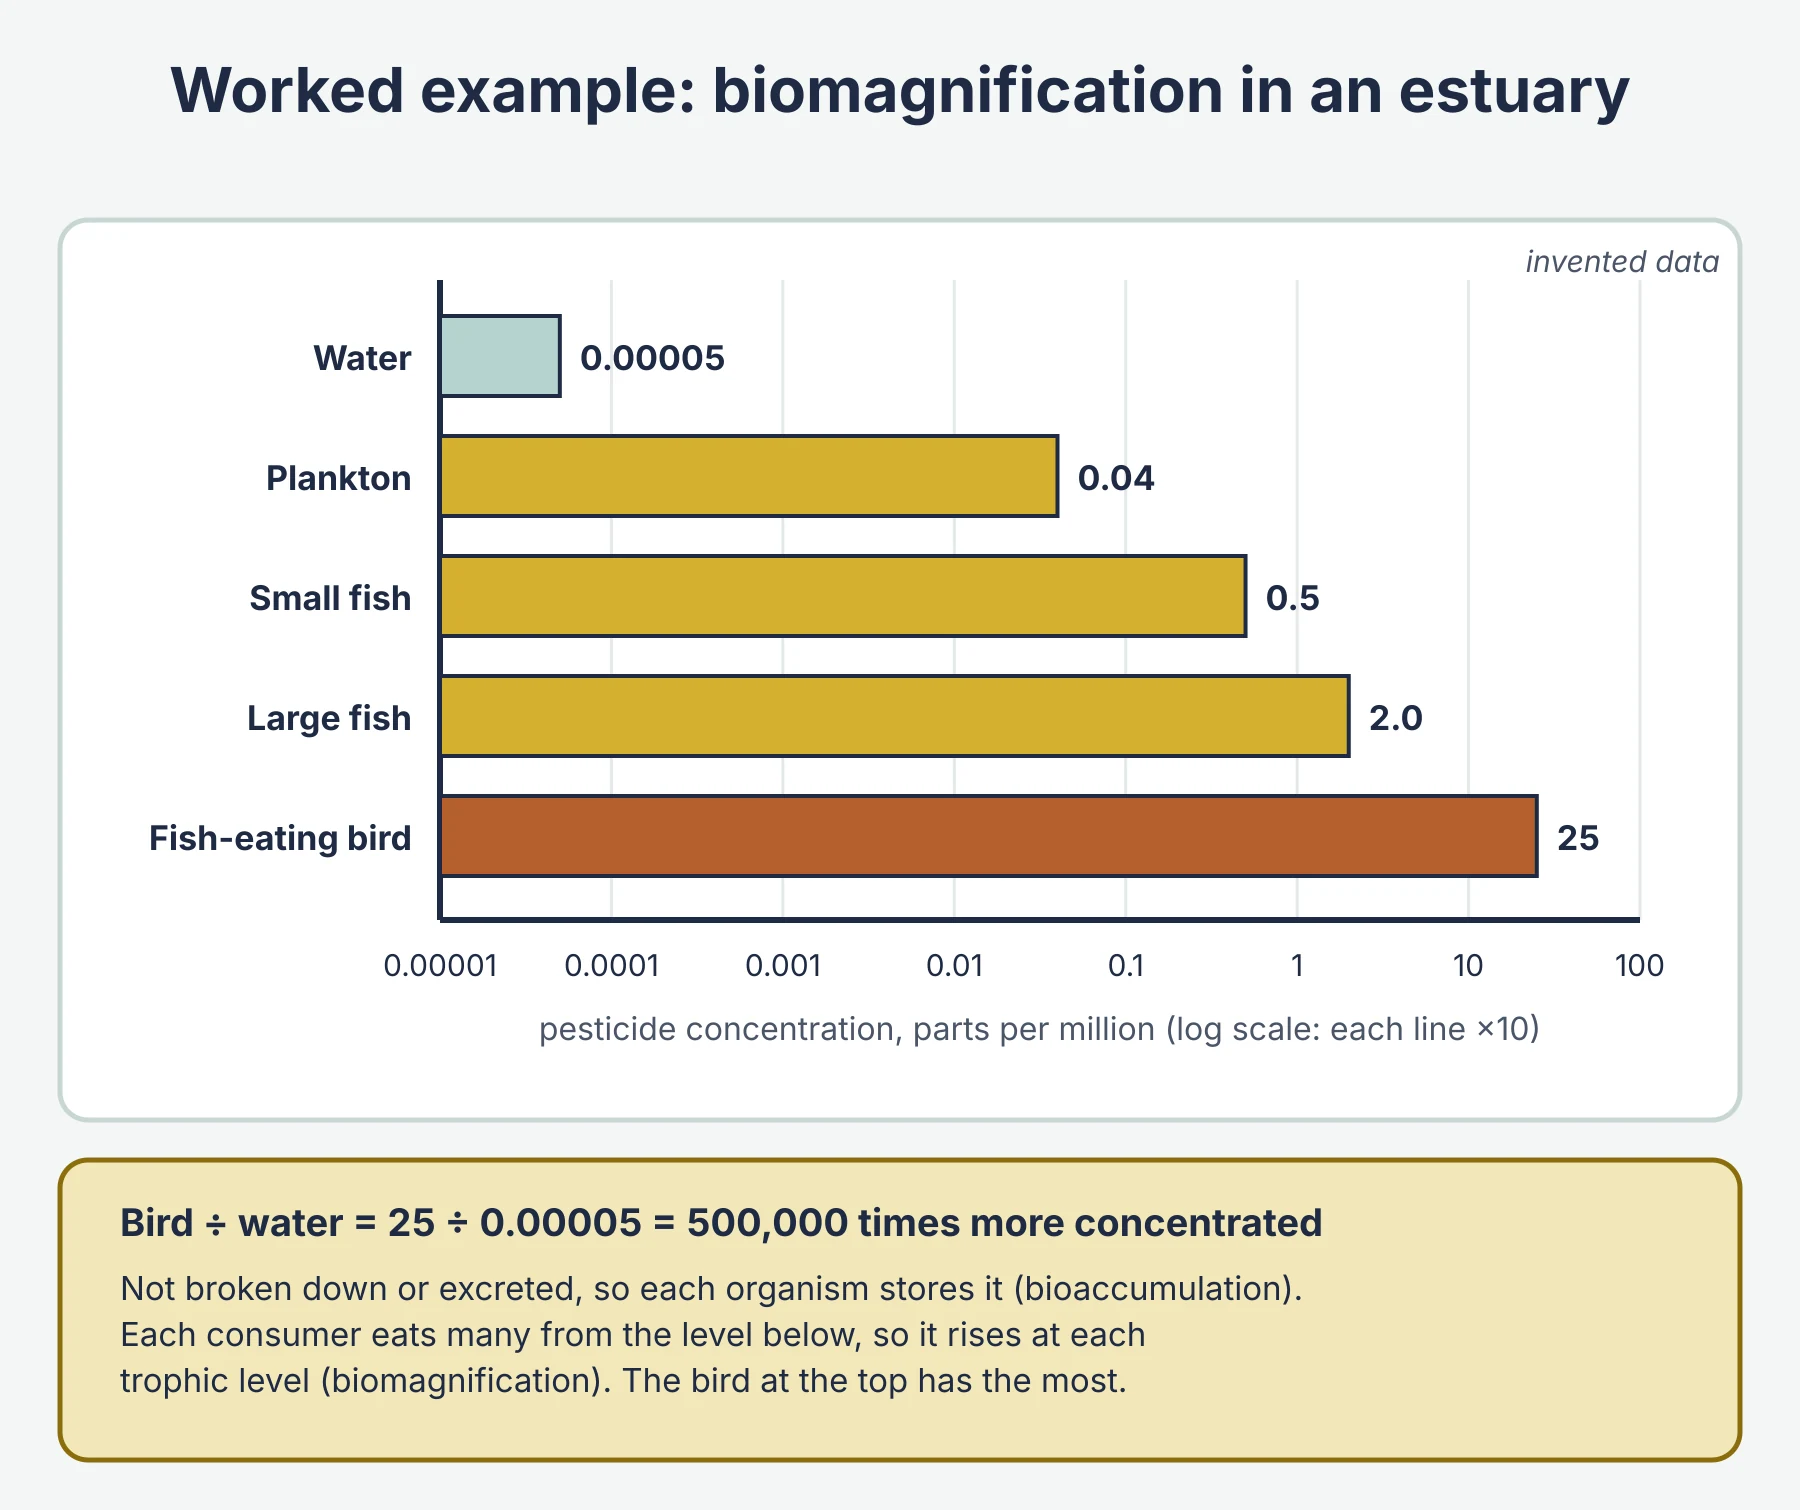 Worked example: biomagnification in an estuary
invented data
Water 0.00005
Plankton 0.04
Small fish 0.5
Large fish 2.0
Fish-eating bird 25
0.00001 0.0001 0.001 0.01 0.1 1 10 100
pesticide concentration, parts per million (log scale: each line ×10)
Bird ÷ water = 25 ÷ 0.00005 = 500,000 times more concentrated
Not broken down or excreted, so each organism stores it (bioaccumulation).
Each consumer eats many from the level below, so it rises at each
trophic level (biomagnification). The bird at the top has the most.